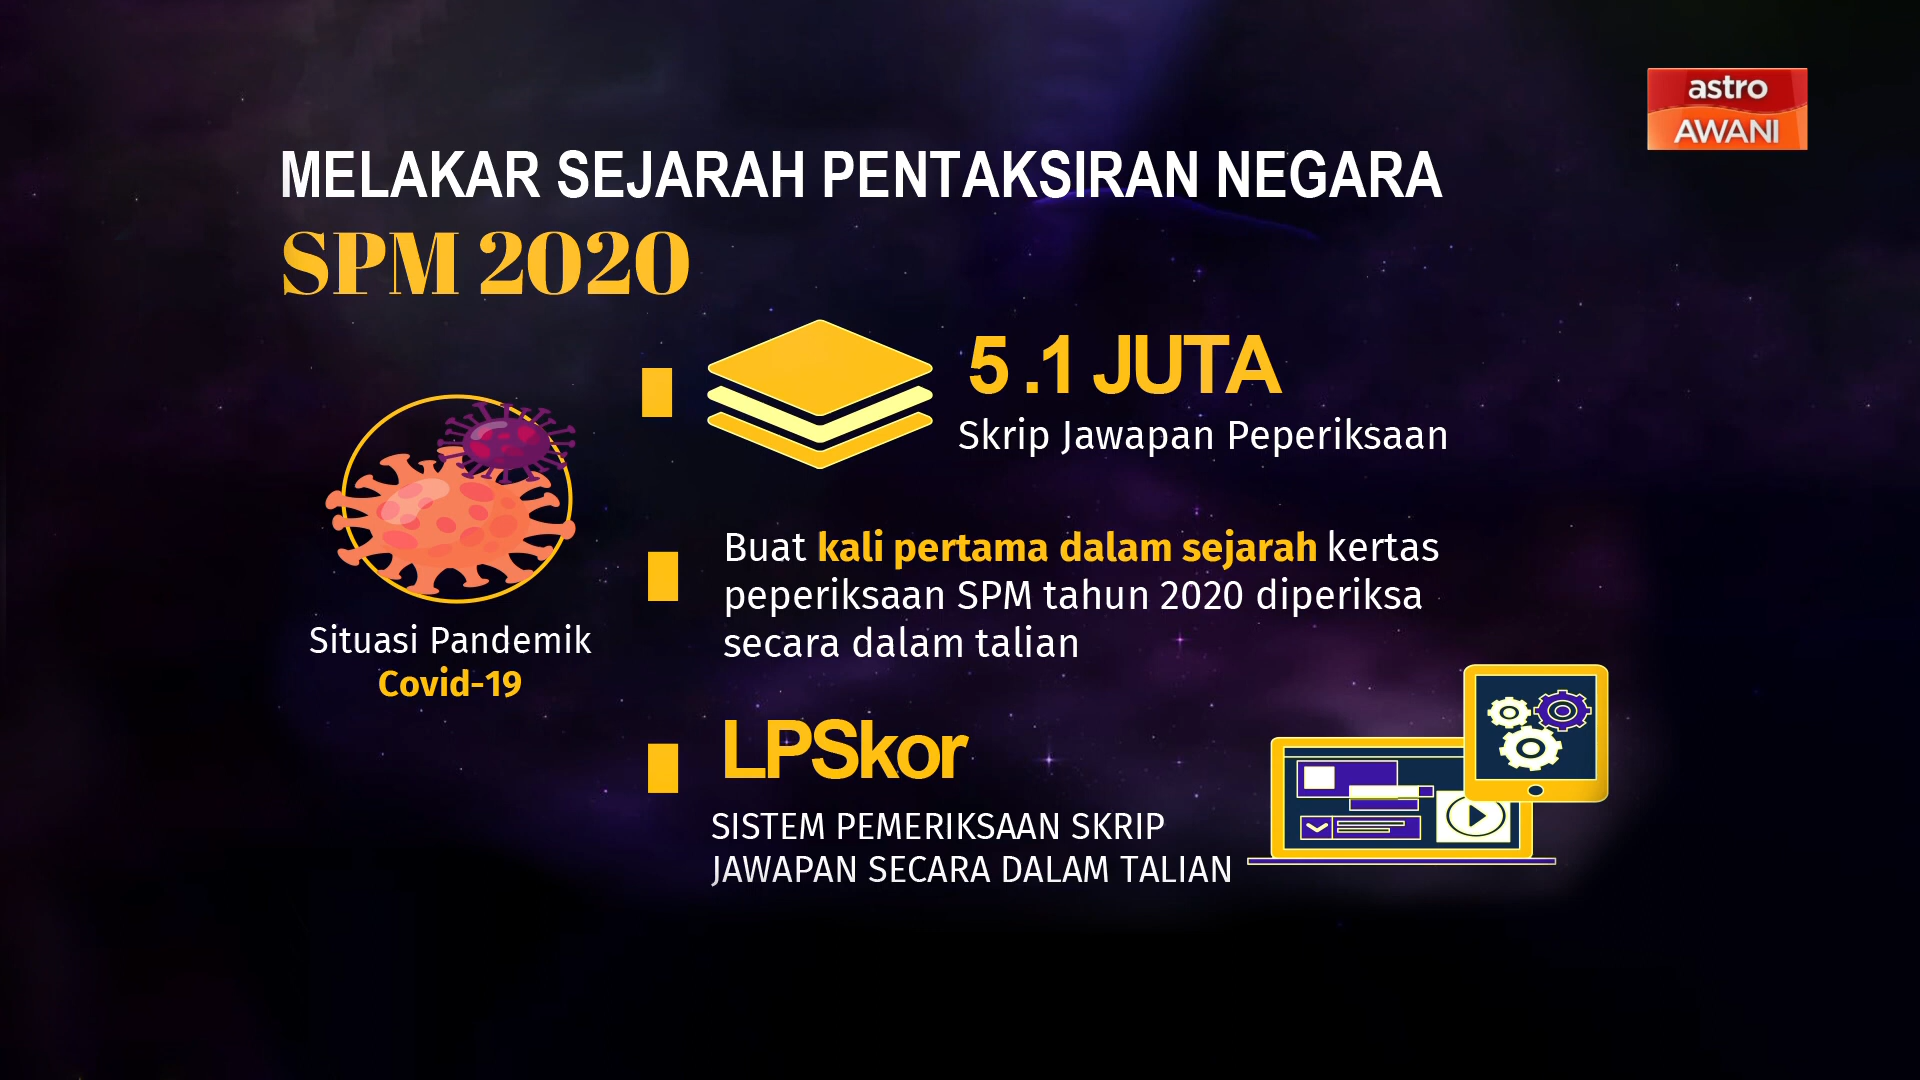 astro
AWANI
MELAKAR SEJARAH PENTAKSIRAN NEGARA
SPM 2020
5.1 JUTA
Skrip Jawapan Peperiksaan
Situasi Pandemik
Covid-19
Buat kali pertama dalam sejarah kertas
peperiksaan SPM tahun 2020 diperiksa
secara dalam talian
LPSkor
SISTEM PEMERIKSAAN SKRIP
JAWAPAN SECARA DALAM TALIAN